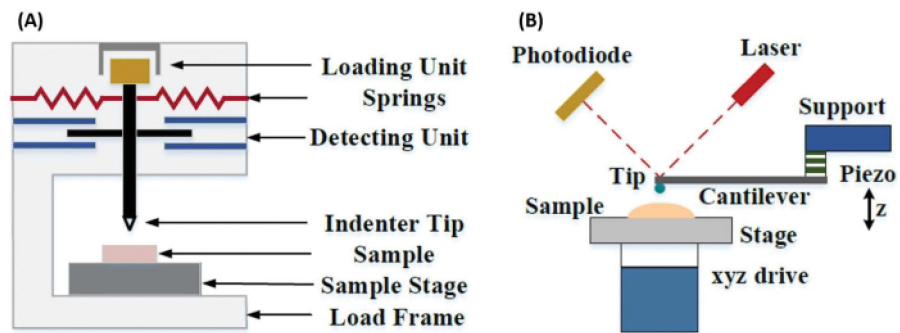 (A)
Loading Unit
Springs
Detecting Unit
Indenter Tip
Sample
Sample Stage
Load Frame
(B)
Photodiode
Laser
Support
Tip
Piezo
Cantilever
z
Sample
Stage
xyz drive